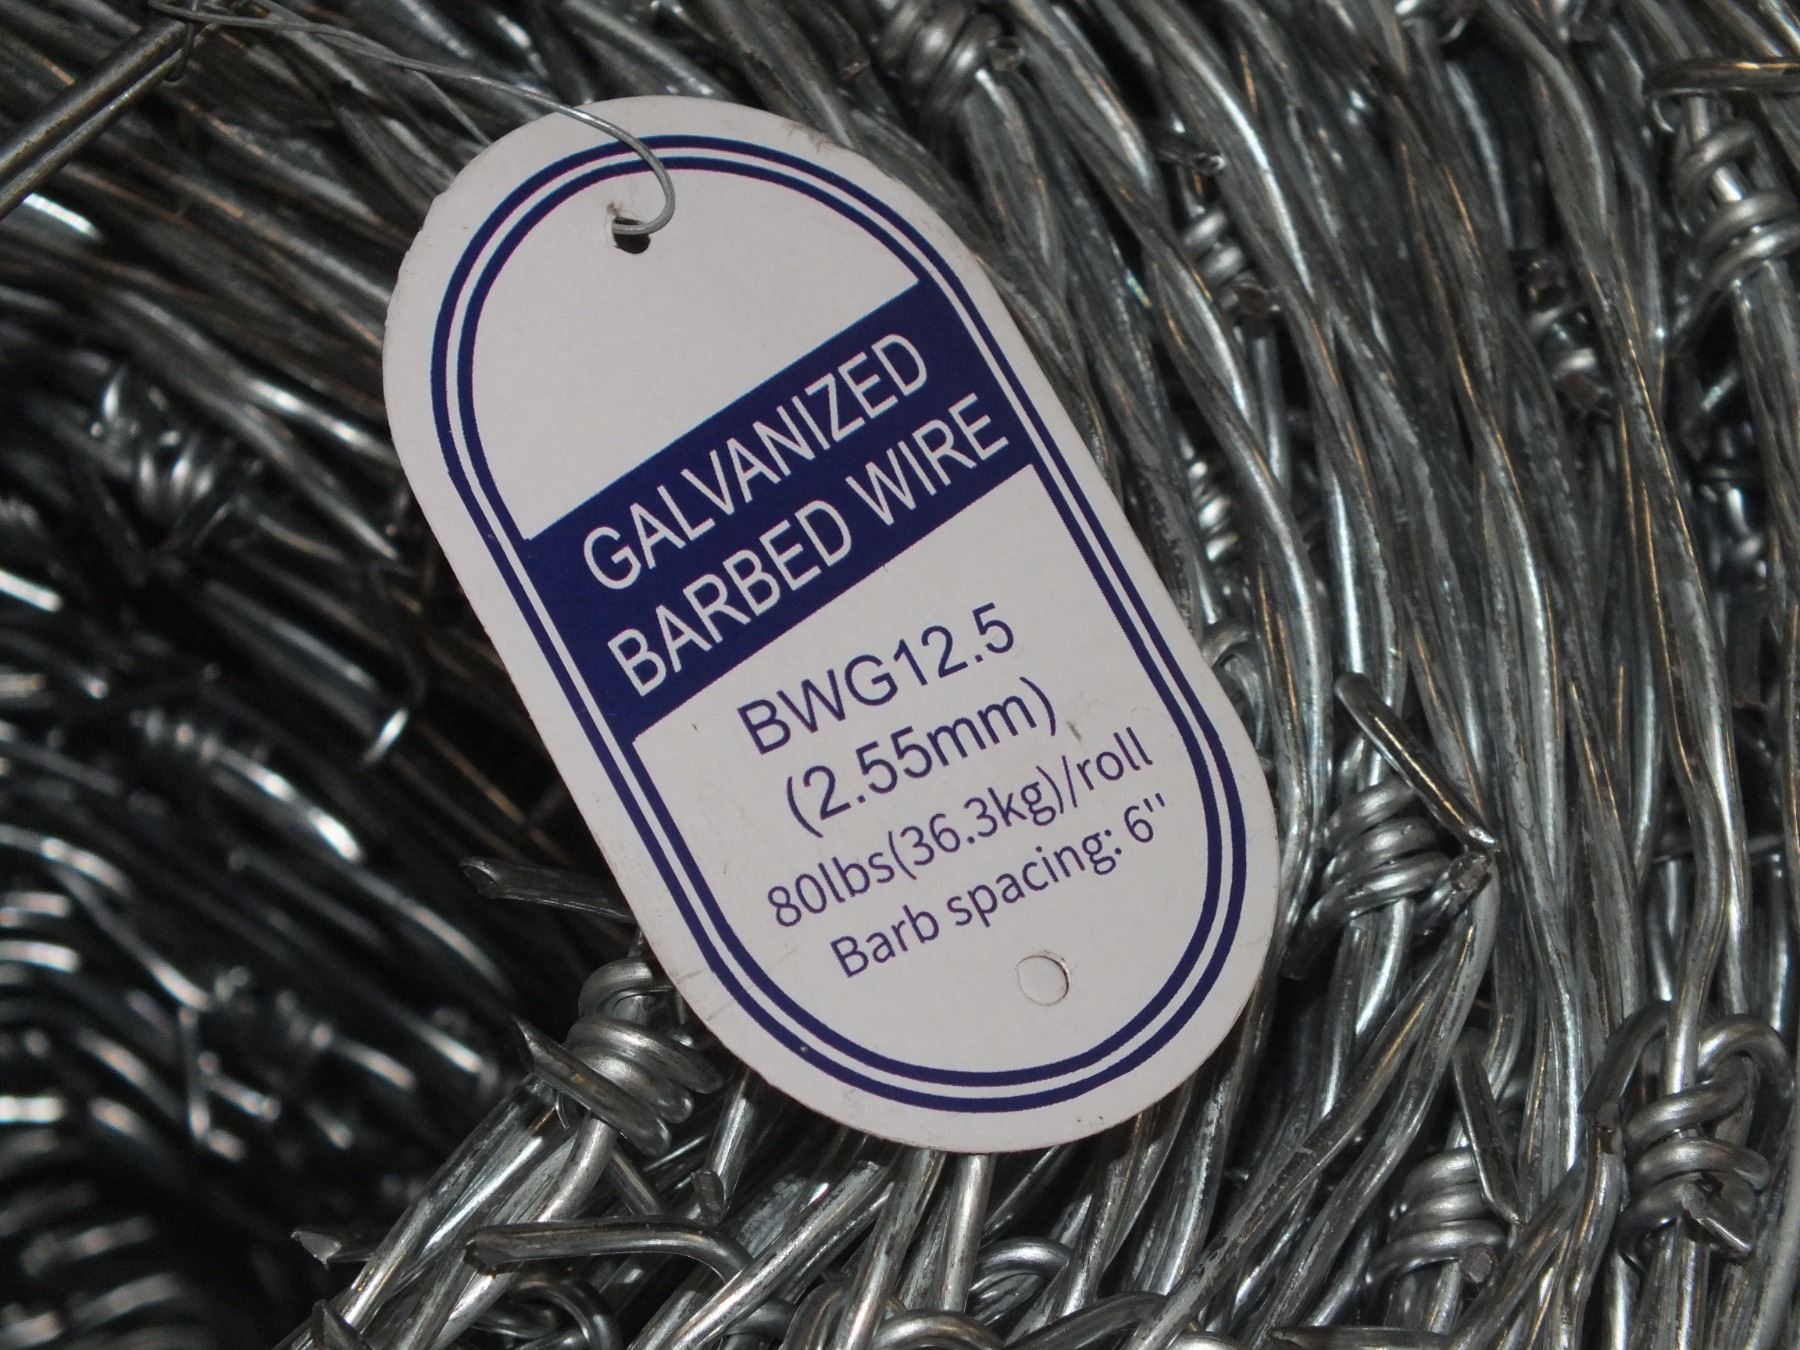 GALVANIZED
BARBED WIRE
BWG12.5
(2.55mm)
80lbs(36.3kg)/roll
Barb spacing: 6''